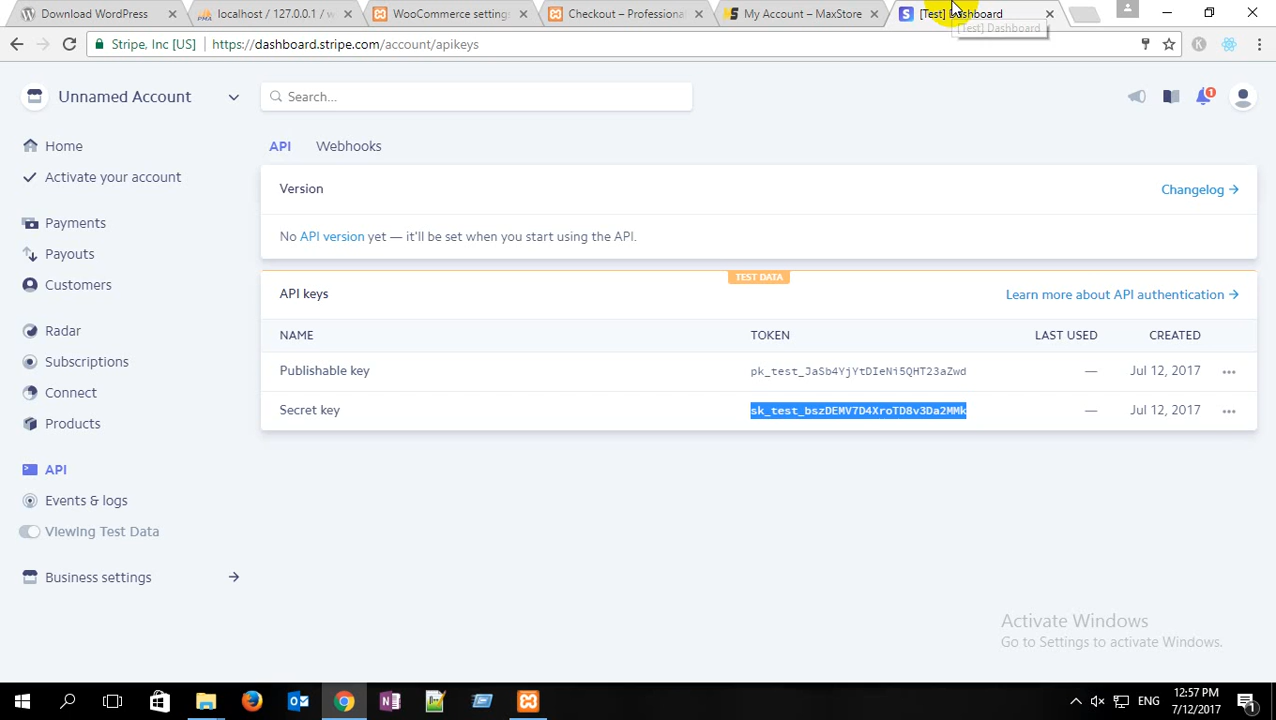 Download WordPress
localhost / 127.0.0.1 / w
WooCommerce settings
Checkout – Professional
My Account – MaxStore
[Test] Dashboard
[Test] Dashboard
Stripe, Inc [US]
https://dashboard.stripe.com/account/apikeys
Unnamed Account
Search...
1
Home
Activate your account
Payments
Payouts
Customers
Radar
Subscriptions
Connect
Products
API
Events & logs
Viewing Test Data
Business settings
API
Webhooks
Version
Changelog
No API version yet — it'll be set when you start using the API.
TEST DATA
API keys
Learn more about API authentication
NAME TOKEN LAST USED CREATED
Publishable key pk_test_JaSb4YjYtDIeNi5QHT23aZwd — Jul 12, 2017
Secret key sk_test_bszDEMV7D4XroTD8v3Da2MMk — Jul 12, 2017
Activate Windows
Go to Settings to activate Windows.
ENG
12:57 PM
7/12/2017
1